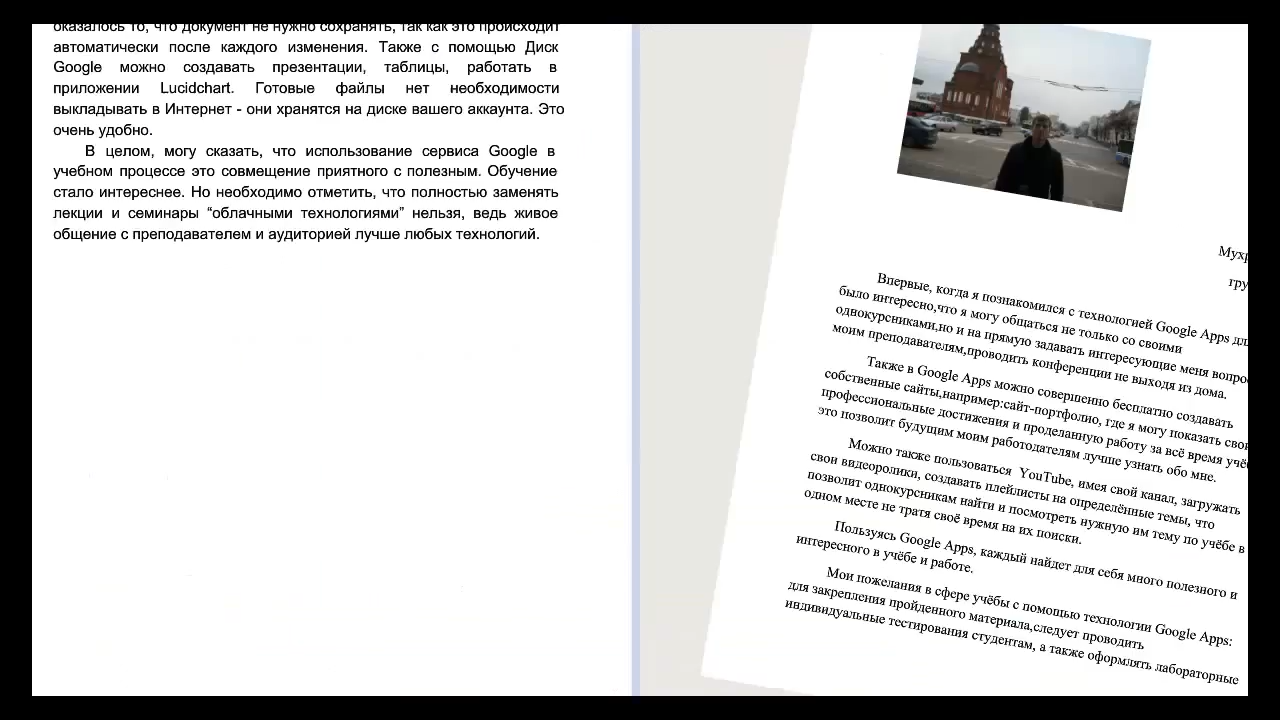 оказалось то, что документ не нужно сохранять, так как это происходит
автоматически после каждого изменения. Также с помощью Диск
Google можно создавать презентации, таблицы, работать в
приложении Lucidchart. Готовые файлы нет необходимости
выкладывать в Интернет - они хранятся на диске вашего аккаунта. Это
очень удобно.
В целом, могу сказать, что использование сервиса Google в
учебном процессе это совмещение приятного с полезным. Обучение
стало интереснее. Но необходимо отметить, что полностью заменять
лекции и семинары “облачными технологиями” нельзя, ведь живое
общение с преподавателем и аудиторией лучше любых технологий.
Впервые, когда я познакомился с технологией Google Apps
было интересно,что я могу общаться не только со своими
однокурсниками,но и на прямую задавать интересующие меня
моим преподавателям,проводить конференции не выходя из дома.
Также в Google Apps можно совершенно бесплатно создавать
собственные сайты,например:сайт-портфолио, где я могу показать свои
профессиональные достижения и проделанную работу за всё время
это позволит будущим моим работодателям лучше узнать обо мне.
Можно также пользоваться YouTube, имея свой канал, загружать
свои видеоролики, создавать плейлисты на определённые темы, что
позволит однокурсникам найти и посмотреть нужную им тему по учёбе в
одном месте не тратя своё время на их поиски.
Пользуясь Google Apps, каждый найдет для себя много полезного и
интересного в учёбе и работе.
Мои пожелания в сфере учёбы с помощью технологии Google Apps:
для закрепления пройденного материала,следует проводить
индивидуальные тестирования студентам, а также оформлять лабораторные